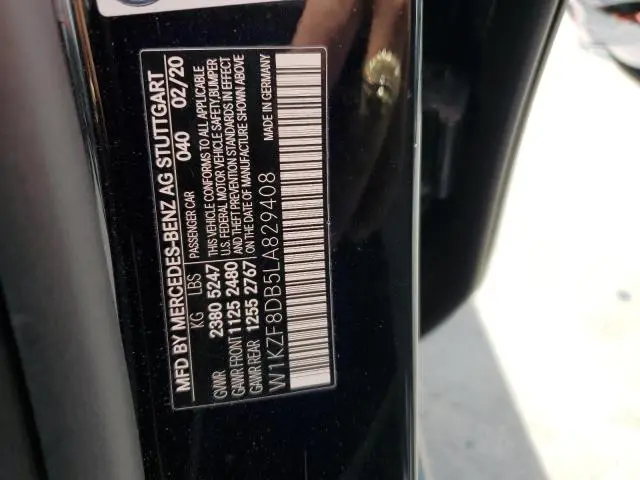 MFD BY MERCEDES-BENZ AG STUTTGART
PASSENGER CAR 040 02/20
KG LBS
GVWR 2380 5247
GAWR FRONT 1125 2480
GAWR REAR 1255 2767
THIS VEHICLE CONFORMS TO ALL APPLICABLE
U.S. FEDERAL MOTOR VEHICLE SAFETY, BUMPER
AND THEFT PREVENTION STANDARDS IN EFFECT
ON THE DATE OF MANUFACTURE SHOWN ABOVE
W1KZF8DB5LA829408
MADE IN GERMANY